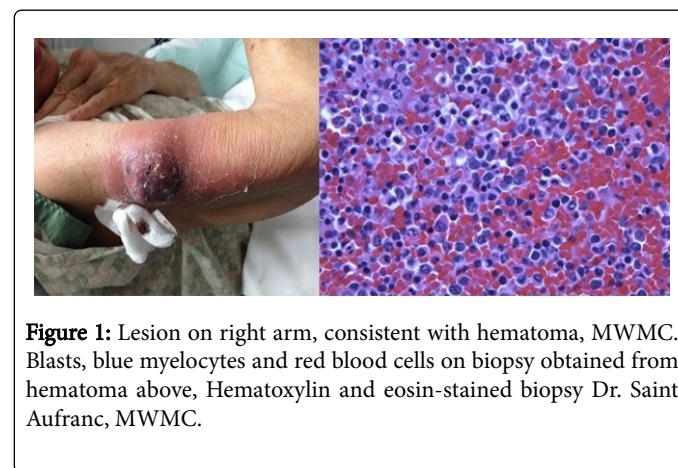 Figure 1: Lesion on right arm, consistent with hematoma, MWMC.
Blasts, blue myelocytes and red blood cells on biopsy obtained from
hematoma above, Hematoxylin and eosin-stained biopsy Dr. Saint
Aufranc, MWMC.